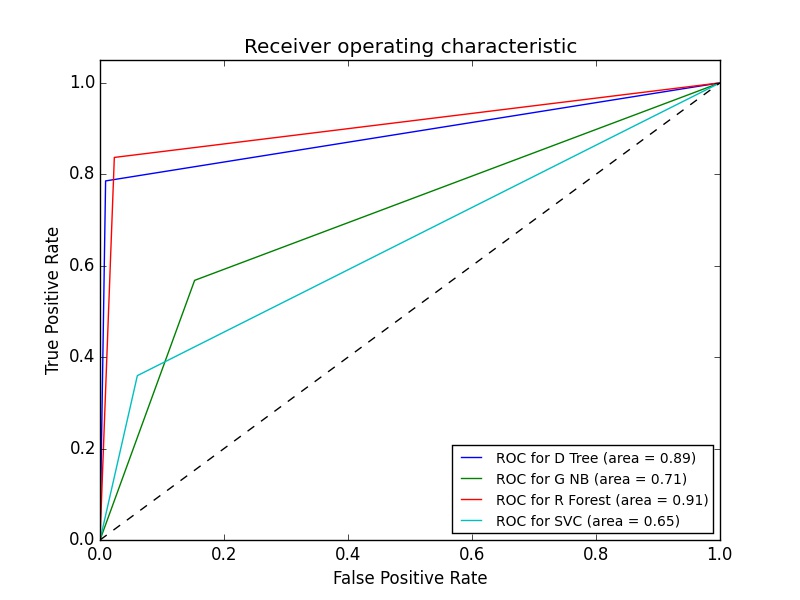 Receiver operating characteristic
1.0
0.8
0.6
0.4
0.2
0.0
True Positive Rate
ROC for D Tree (area = 0.89)
ROC for G NB (area = 0.71)
ROC for R Forest (area = 0.91)
ROC for SVC (area = 0.65)
0.0 0.2 0.4 0.6 0.8 1.0
False Positive Rate